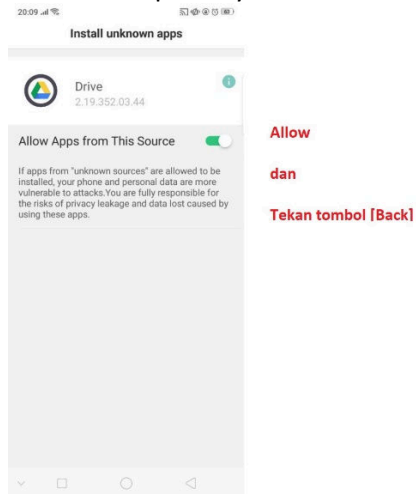 20:09
Install unknown apps
Drive
2.19.352.03.44
Allow Apps from This Source
If apps from "unknown sources" are allowed to be
installed, your phone and personal data are more
vulnerable to attacks.You are fully responsible for
the risks of privacy leakage and data lost caused by
using these apps.
Allow
dan
Tekan tombol [Back]